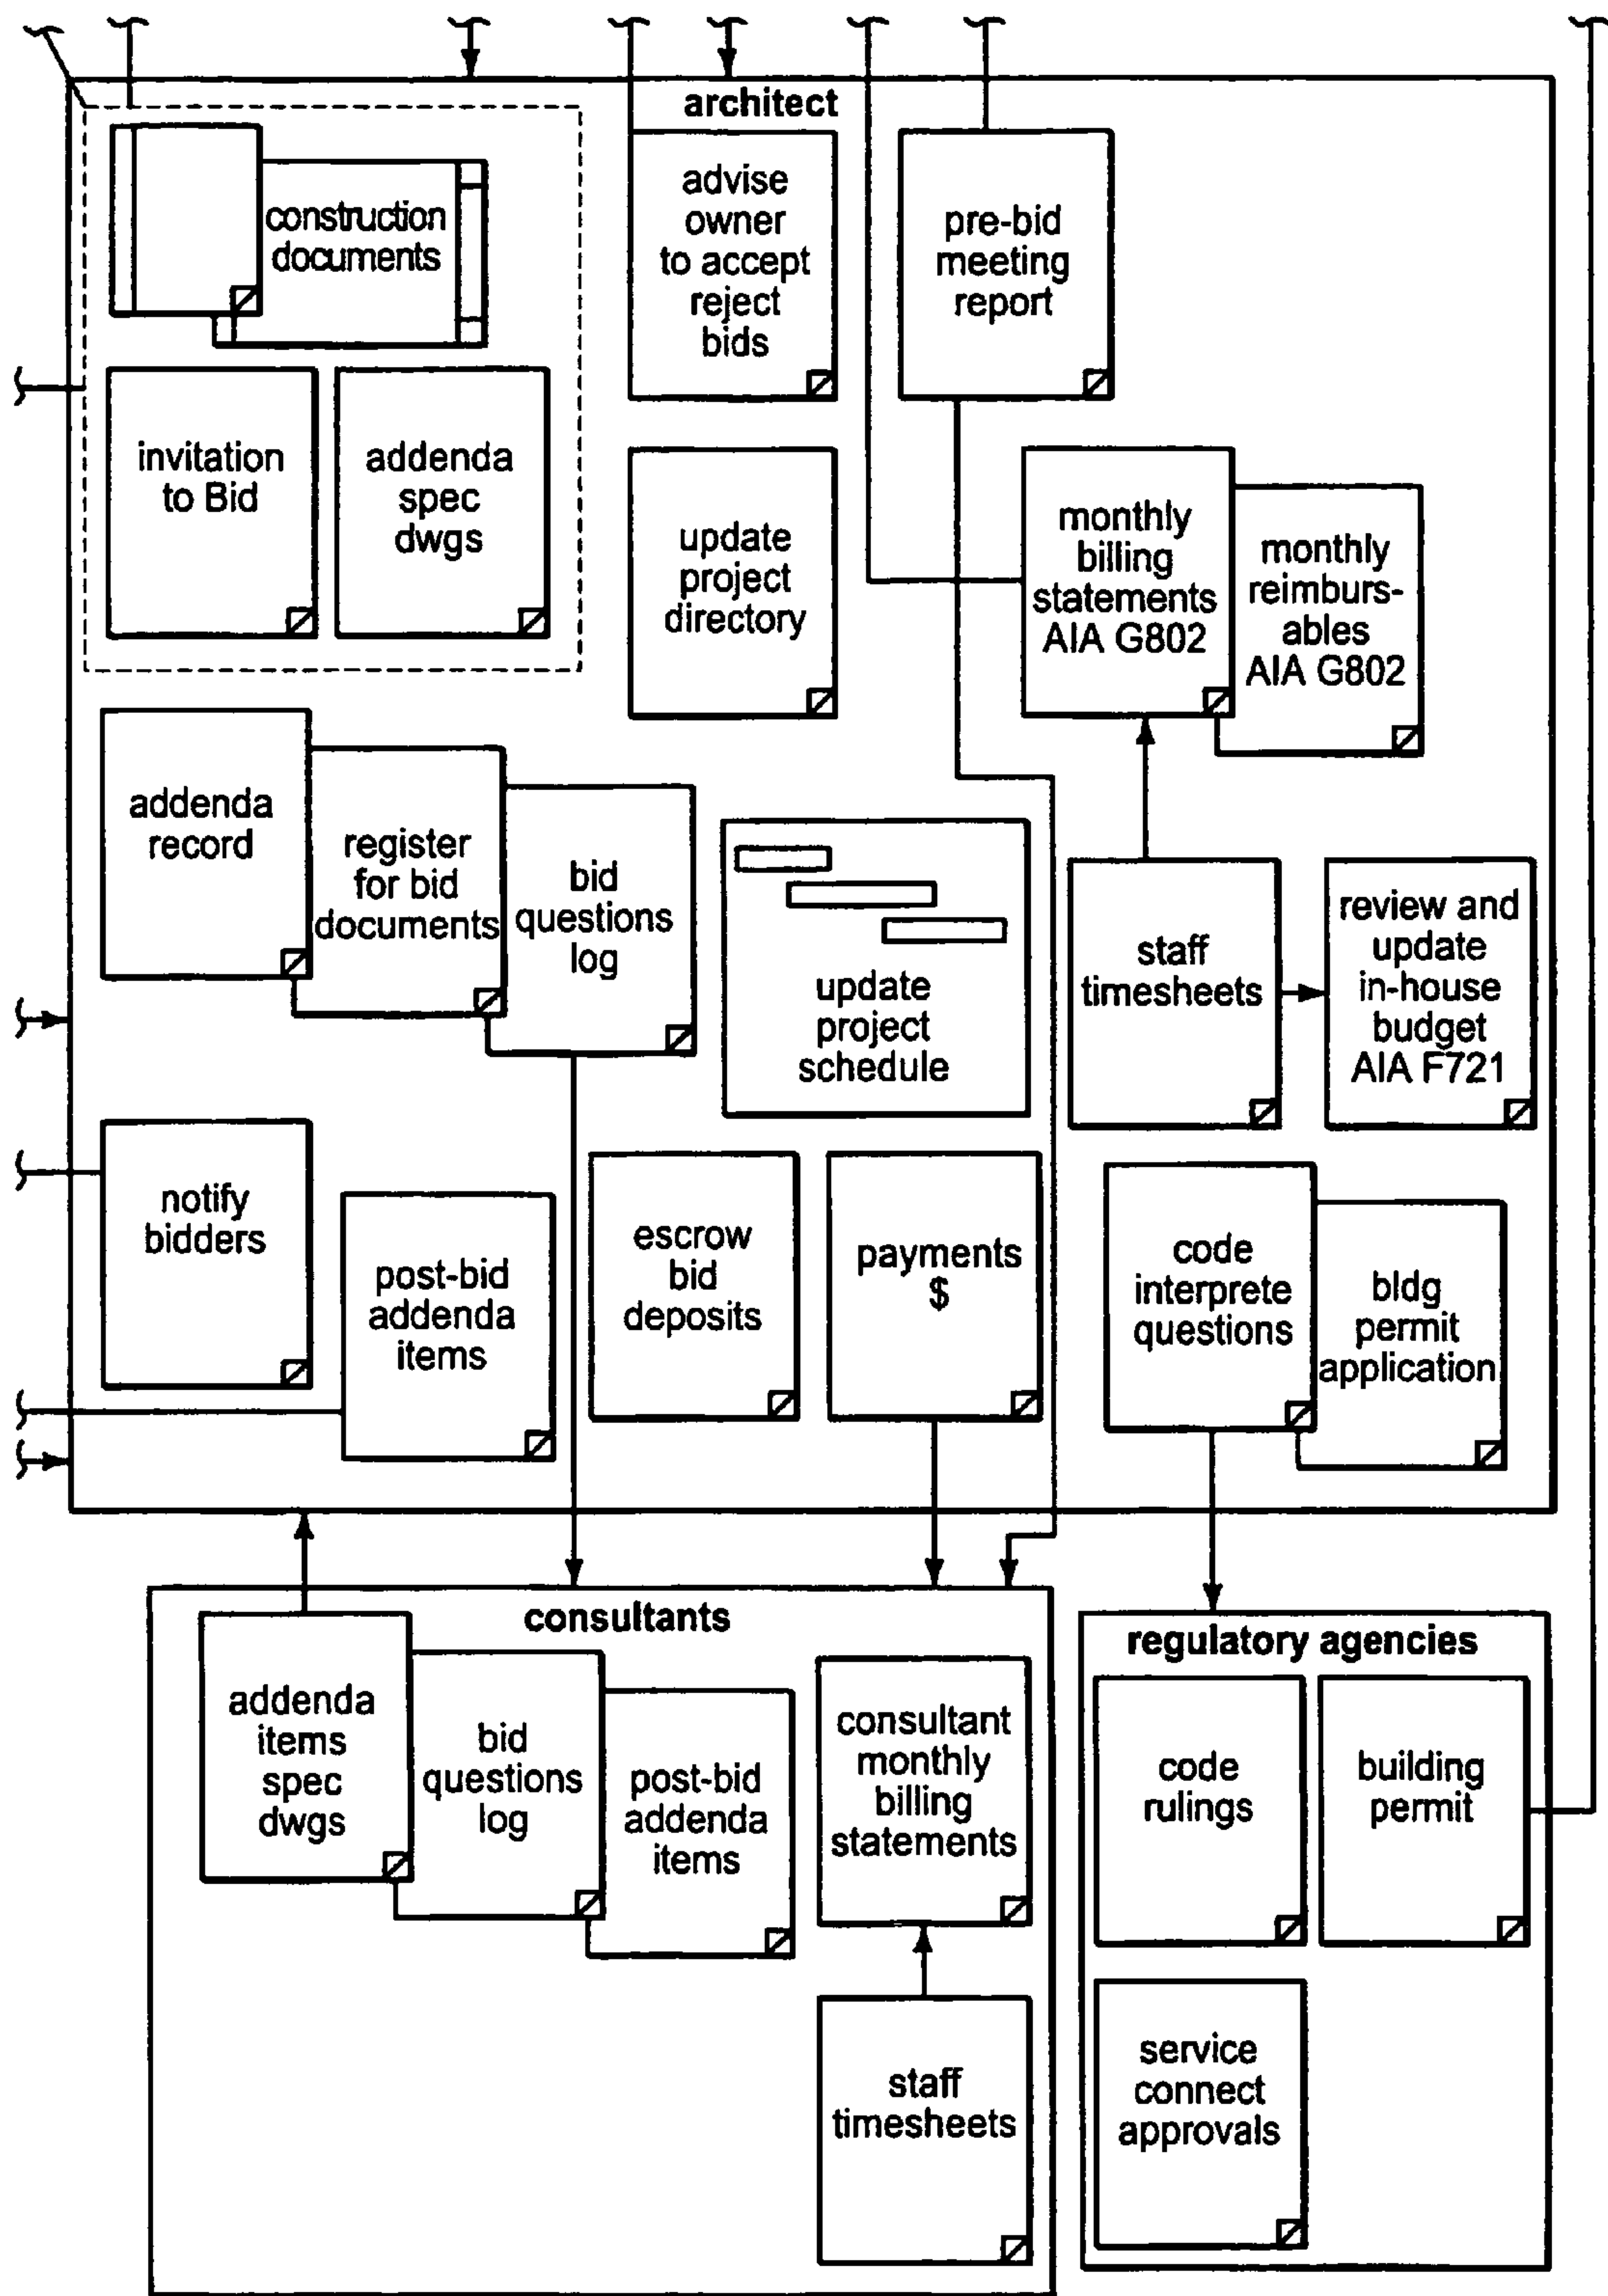 architect
construction
documents
advise
owner
to accept
reject
bids
pre-bid
meeting
report
invitation
to Bid
addenda
spec
dwgs
update
project
directory
monthly
billing
statements
AIA G802
monthly
reimburs-
ables
AIA G802
addenda
record
register
for bid
documents
bid
questions
log
update
project
schedule
staff
timesheets
review and
update
in-house
budget
AIA F721
notify
bidders
post-bid
addenda
items
escrow
bid
deposits
payments
$
code
interprete
questions
bldg
permit
application
consultants
addenda
items
spec
dwgs
bid
questions
log
post-bid
addenda
items
consultant
monthly
billing
statements
staff
timesheets
regulatory agencies
code
rulings
building
permit
service
connect
approvals